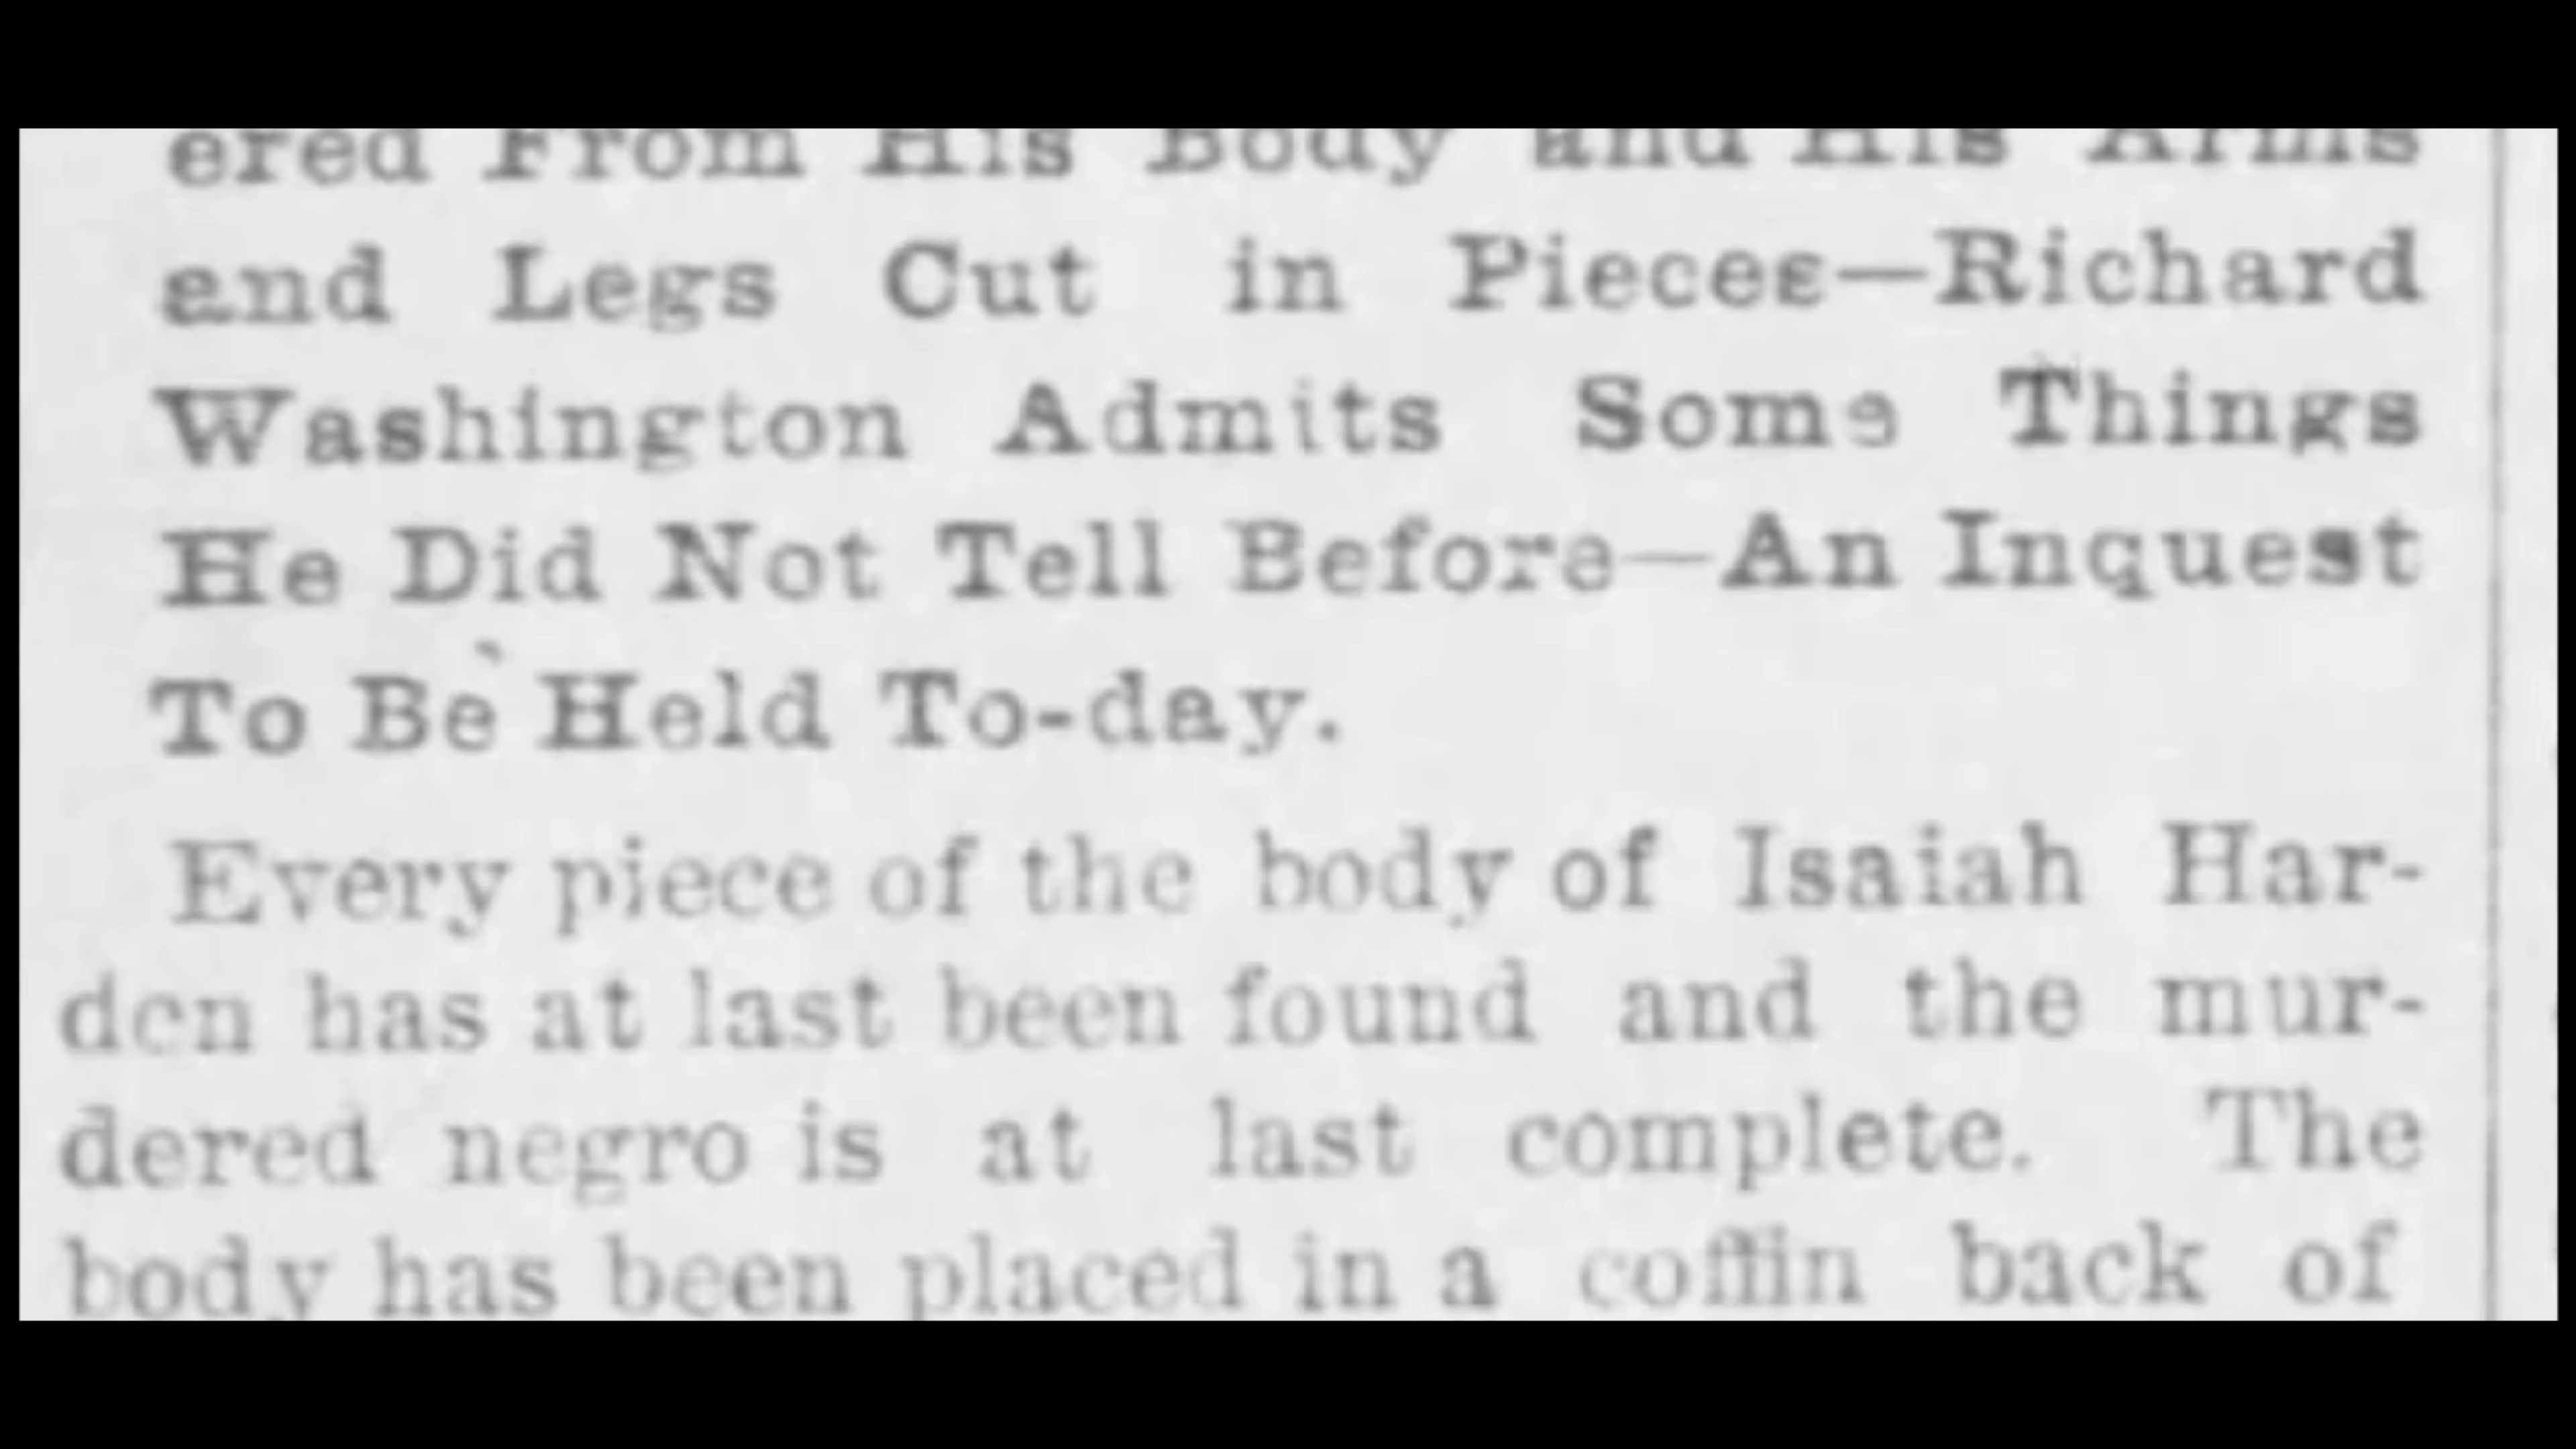 ered From His Body and His Arms
and Legs Cut in Pieces—Richard
Washington Admits Some Things
He Did Not Tell Before—An Inquest
To Be Held To-day.
Every piece of the body of Isaiah Har-
den has at last been found and the mur-
dered negro is at last complete. The
body has been placed in a coffin back of